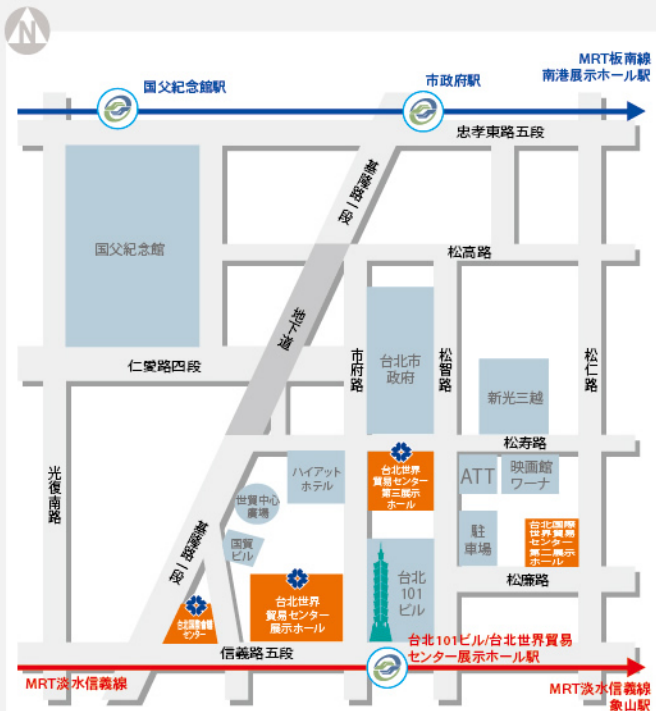 N
MRT板南線
南港展示ホール駅
国父紀念館駅
市政府駅
忠孝東路五段
基隆路一段
国父紀念館
松高路
地下道
仁愛路四段
市府路
台北市
政府
松智路
新光三越
松仁路
松寿路
光復南路
ハイアット
ホテル
台北世界
貿易センター
第三展示
ホール
ATT
映画館
ワーナ
世貿中心
廣場
基隆路一段
国貿
ビル
駐
車
場
台北国際
世界貿易
センター
第二展示
ホール
台北世界
貿易センター
展示ホール
台北
101
ビル
松廉路
台北国際会議
センター
信義路五段
台北101ビル/台北世界貿易
センター展示ホール駅
MRT淡水信義線
MRT淡水信義線
象山駅